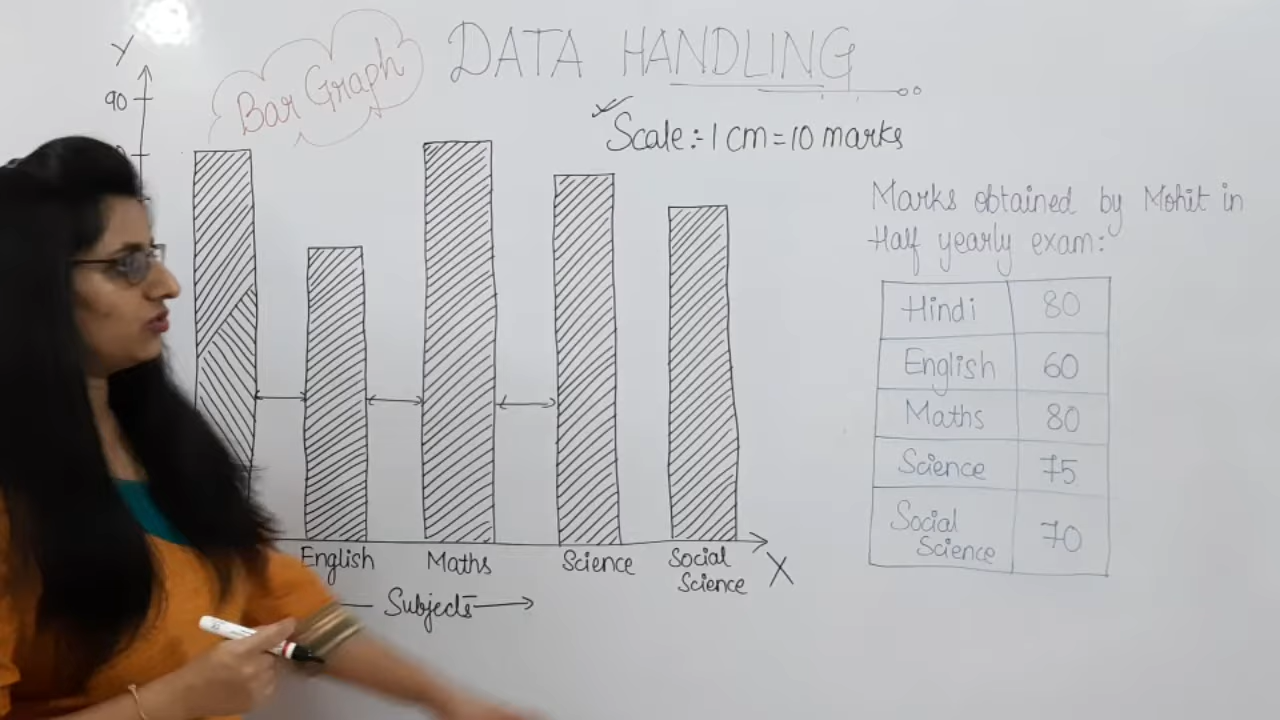 Y
90
Bar Graph
DATA HANDLING
Scale :- 1 cm = 10 marks
Marks obtained by Mohit in
Half yearly exam:
Hindi 80
English 60
Maths 80
Science 75
Social
Science 70
English Maths Science Social
Science
X
Subjects